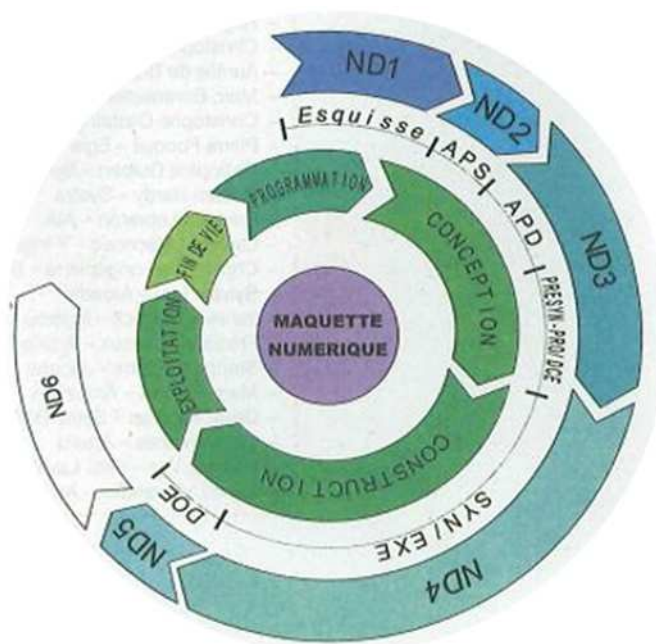 ND1
ND2
ND3
ND4
ND5
ND6
Esquisse
APS
APD
PRESYN-PRO/DCE
SYN/EXE
DOE
PROGRAMMATION
CONCEPTION
CONSTRUCTION
EXPLOITATION
FIN DE VIE
MAQUETTE
NUMERIQUE